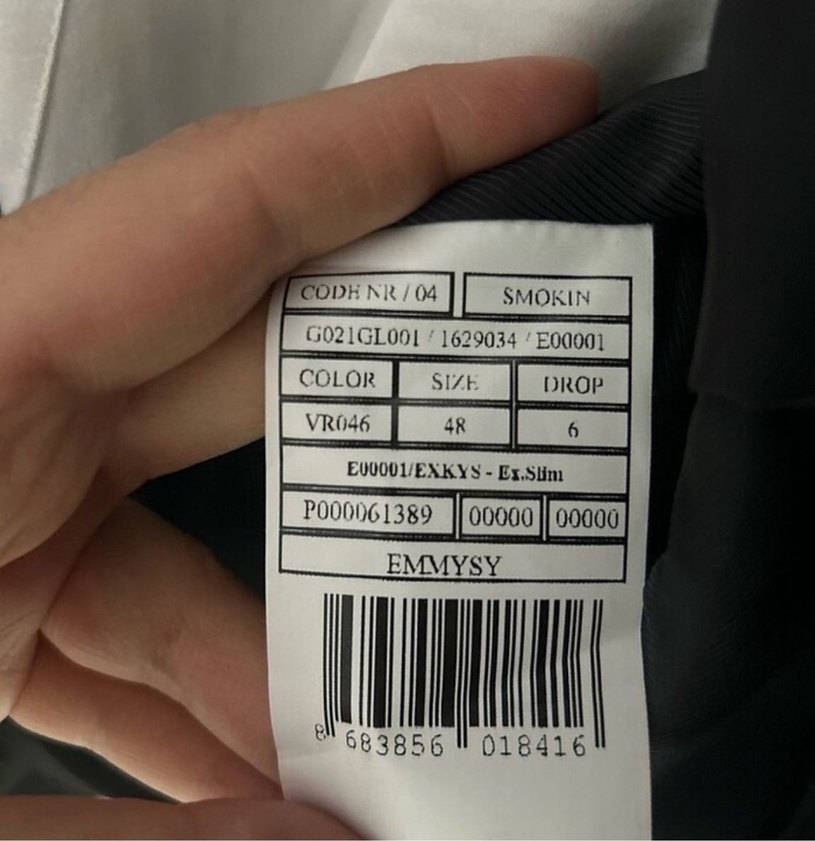 CODE NR / 04 SMOKIN
G021GL001 / 1629034 / E00001
COLOR SIZE DROP
VR046 48 6
E00001/EXKYS - Ex.Slim
P000061389 00000 00000
EMMYSY
8 683856 018416